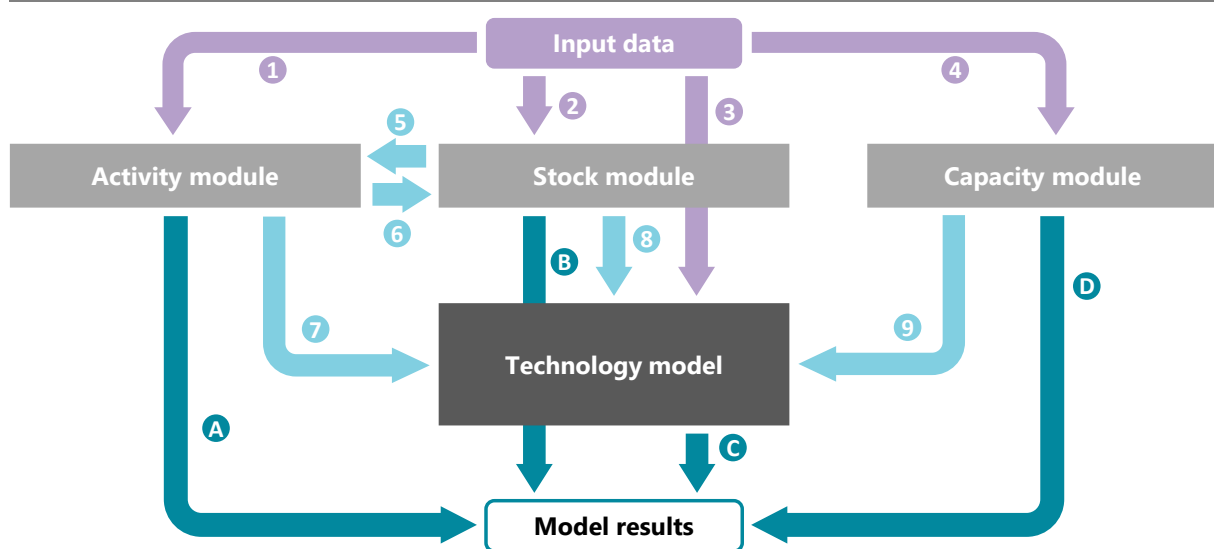 Input data
1
4
2
3
5
Activity module
Stock module
Capacity module
6
8
B
D
7
9
Technology model
A
C
Model results